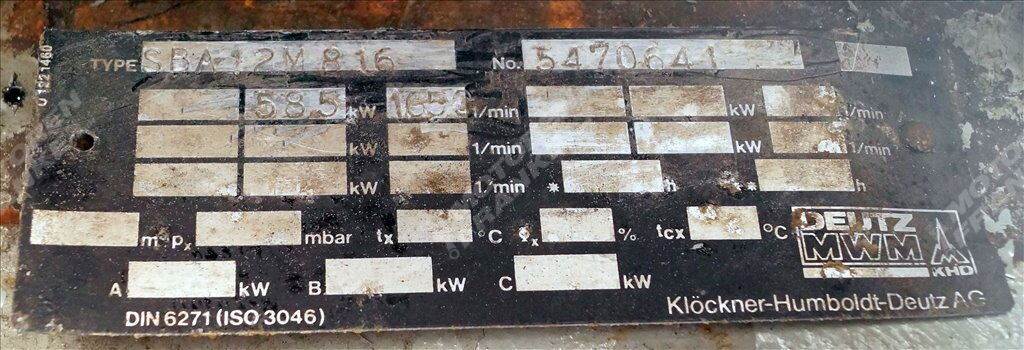 TYPE SBA 12M 816 No. 5470641
585 kW 1650 1/min kW 1/min
kW 1/min kW 1/min
kW 1/min * h * h
m px mbar tx °C Φx % tcx °C
DEUTZ
MWM
KHD
A kW B kW C kW
Klöckner-Humboldt-Deutz AG
DIN 6271 (ISO 3046)